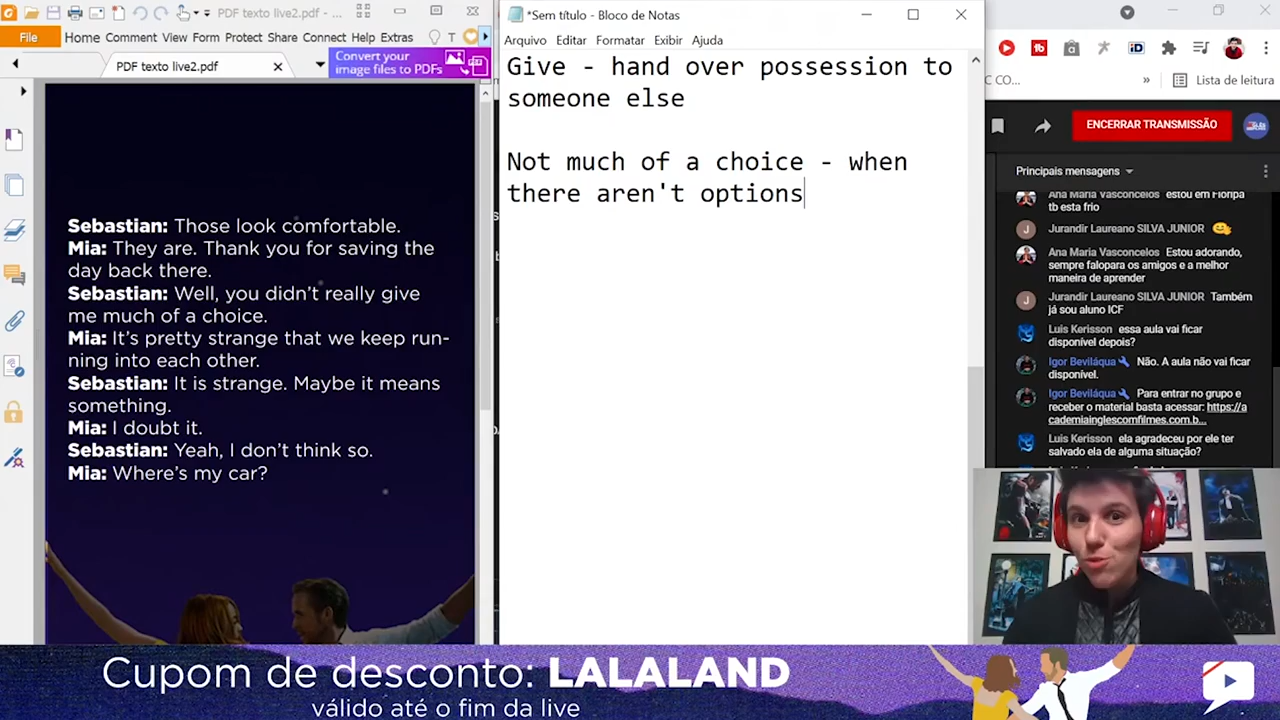 PDF texto live2.pdf - ...
*Sem título - Bloco de Notas
File Home Comment View Form Protect Share Connect Help Extras
Arquivo Editar Formatar Exibir Ajuda
PDF texto live2.pdf
Convert your
image files to PDFs
Give - hand over possession to
someone else
Not much of a choice - when
there aren't options
Sebastian: Those look comfortable.
Mia: They are. Thank you for saving the
day back there.
Sebastian: Well, you didn't really give
me much of a choice.
Mia: It's pretty strange that we keep run-
ning into each other.
Sebastian: It is strange. Maybe it means
something.
Mia: I doubt it.
Sebastian: Yeah, I don't think so.
Mia: Where's my car?
C CO...
»
Lista de leitura
ENCERRAR TRANSMISSÃO
Principais mensagens
Ana Maria Vasconcelos estou em Floripa
tb esta frio
Jurandir Laureano SILVA JUNIOR
Ana Maria Vasconcelos Estou adorando,
sempre falopara os amigos e a melhor
maneira de aprender
Jurandir Laureano SILVA JUNIOR Também
já sou aluno ICF
Luis Kerisson essa aula vai ficar
disponível depois?
Igor Beviláqua Não. A aula não vai ficar
disponível.
Igor Beviláqua Para entrar no grupo e
receber o material basta acessar: https://a
cademiainglescomfilmes.com.b...
Luis Kerisson ela agradeceu por ele ter
salvado ela de alguma situação?
Cupom de desconto: LALALAND
válido até o fim da live